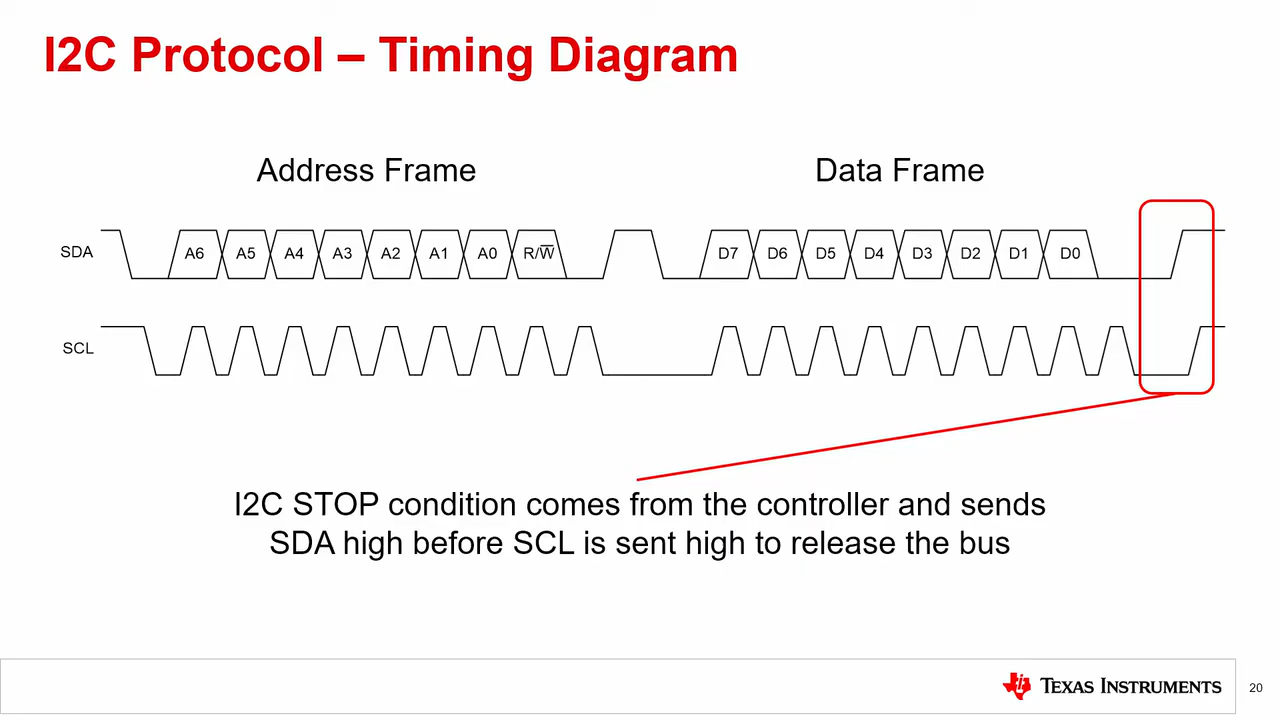 I2C Protocol – Timing Diagram
Address Frame
Data Frame
SDA
A6 A5 A4 A3 A2 A1 A0 R/W̅
D7 D6 D5 D4 D3 D2 D1 D0
SCL
I2C STOP condition comes from the controller and sends
SDA high before SCL is sent high to release the bus
TEXAS INSTRUMENTS
20